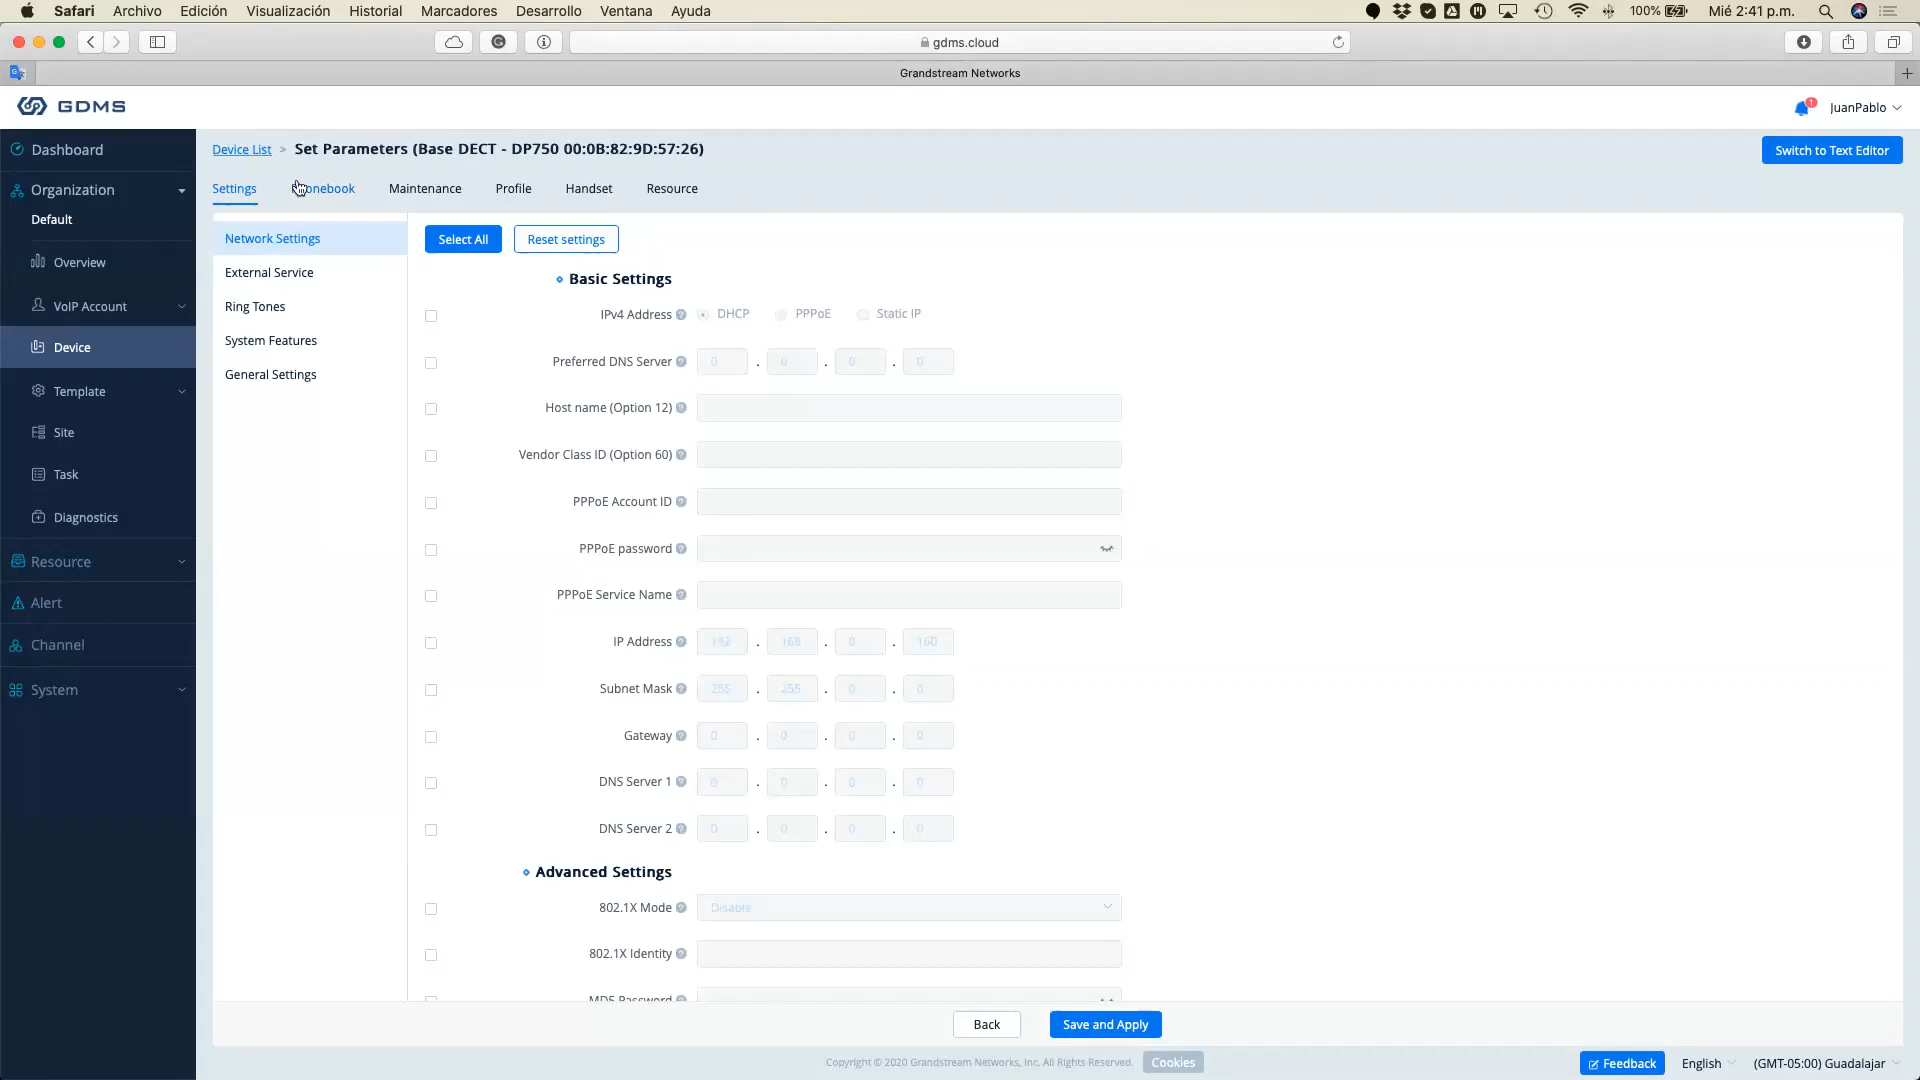 Safari Archivo Edición Visualización Historial Marcadores Desarrollo Ventana Ayuda 100% Mié 2:41 p.m.
gdms.cloud
Grandstream Networks
GDMS JuanPablo
1
Device List > Set Parameters (Base DECT - DP750 00:0B:82:9D:57:26) Switch to Text Editor
Settings onebook Maintenance Profile Handset Resource
Dashboard
Organization
Default
Overview
VoIP Account
Device
Template
Site
Task
Diagnostics
Resource
Alert
Channel
System
Network Settings
External Service
Ring Tones
System Features
General Settings
Select All Reset settings
Basic Settings
IPv4 Address DHCP PPPoE Static IP
Preferred DNS Server 0 . 0 . 0 . 0
Host name (Option 12)
Vendor Class ID (Option 60)
PPPoE Account ID
PPPoE password
PPPoE Service Name
IP Address 192 . 168 . 0 . 160
Subnet Mask 255 . 255 . 0 . 0
Gateway 0 . 0 . 0 . 0
DNS Server 1 0 . 0 . 0 . 0
DNS Server 2 0 . 0 . 0 . 0
Advanced Settings
802.1X Mode Disable
802.1X Identity
MD5 Password
Back Save and Apply
Copyright © 2020 Grandstream Networks, Inc. All Rights Reserved. Cookies
Feedback English (GMT-05:00) Guadalajar